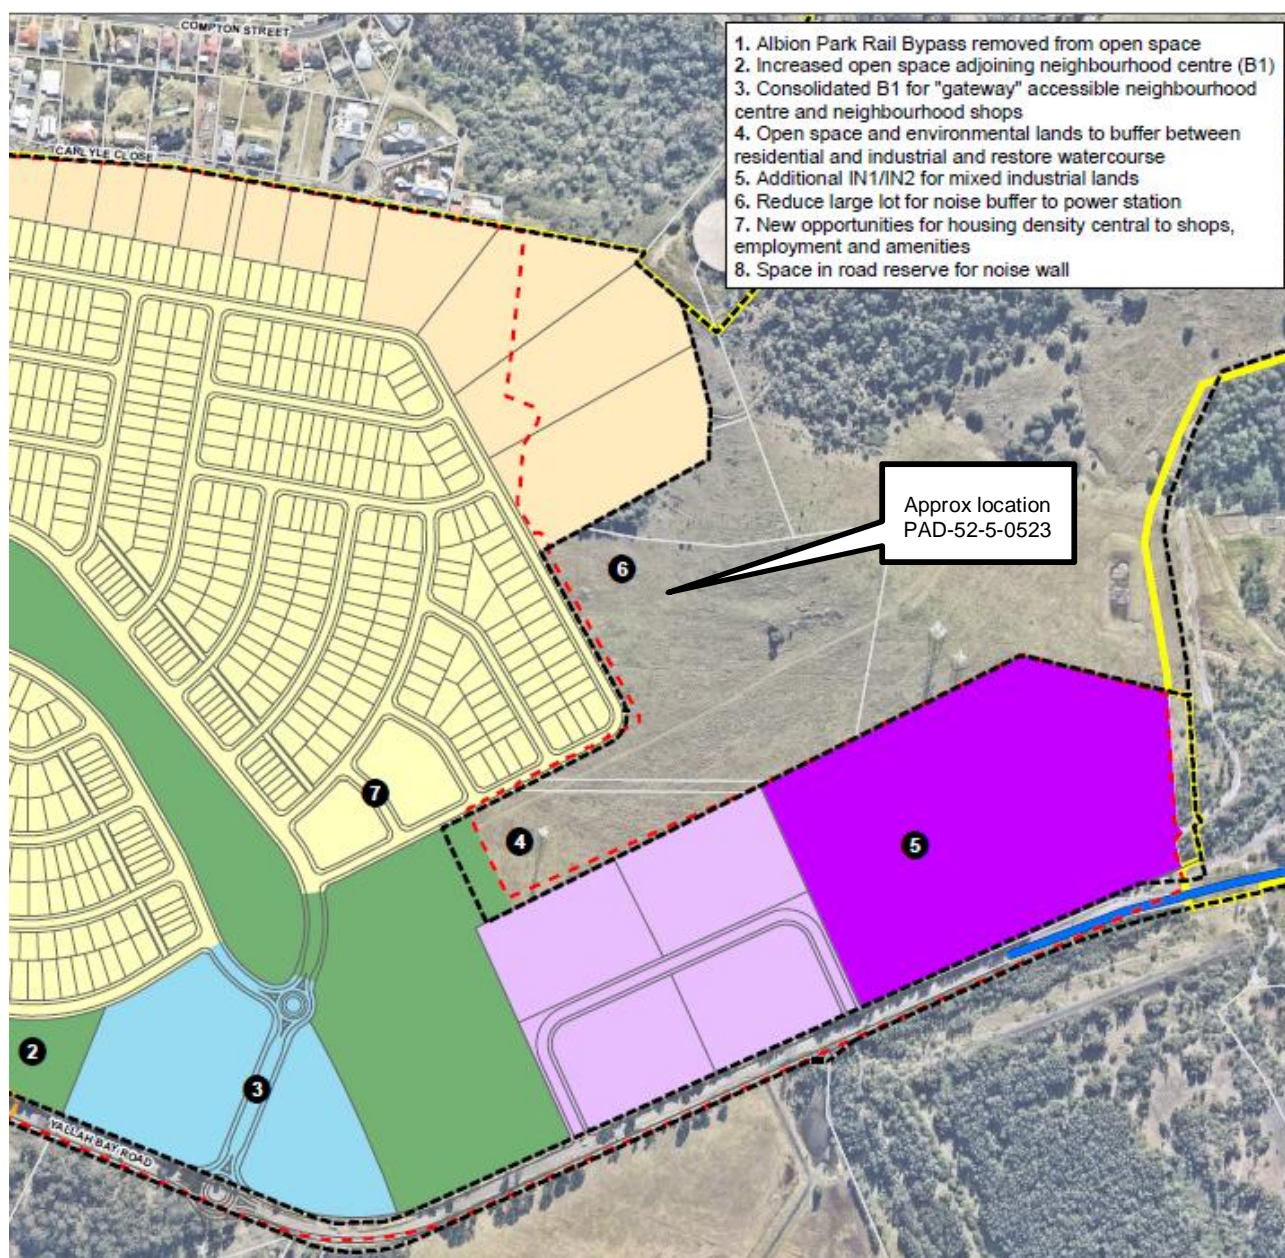 COMPTON STREET
1. Albion Park Rail Bypass removed from open space
2. Increased open space adjoining neighbourhood centre (B1)
3. Consolidated B1 for "gateway" accessible neighbourhood
centre and neighbourhood shops
4. Open space and environmental lands to buffer between
residential and industrial and restore watercourse
5. Additional IN1/IN2 for mixed industrial lands
6. Reduce large lot for noise buffer to power station
7. New opportunities for housing density central to shops,
employment and amenities
8. Space in road reserve for noise wall
CARLYLE CLOSE
Approx location
PAD-52-5-0523
6
7
4
5
2
3
YALLAH BAY ROAD